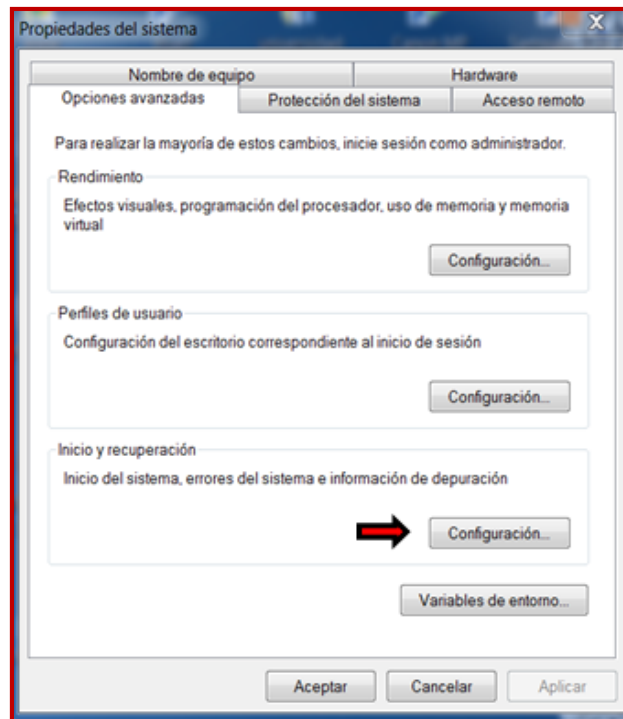 Propiedades del sistema
X
Nombre de equipo
Hardware
Opciones avanzadas
Protección del sistema
Acceso remoto
Para realizar la mayoría de estos cambios, inicie sesión como administrador.
Rendimiento
Efectos visuales, programación del procesador, uso de memoria y memoria
virtual
Configuración...
Perfiles de usuario
Configuración del escritorio correspondiente al inicio de sesión
Configuración...
Inicio y recuperación
Inicio del sistema, errores del sistema e información de depuración
Configuración...
Variables de entorno...
Aceptar
Cancelar
Aplicar